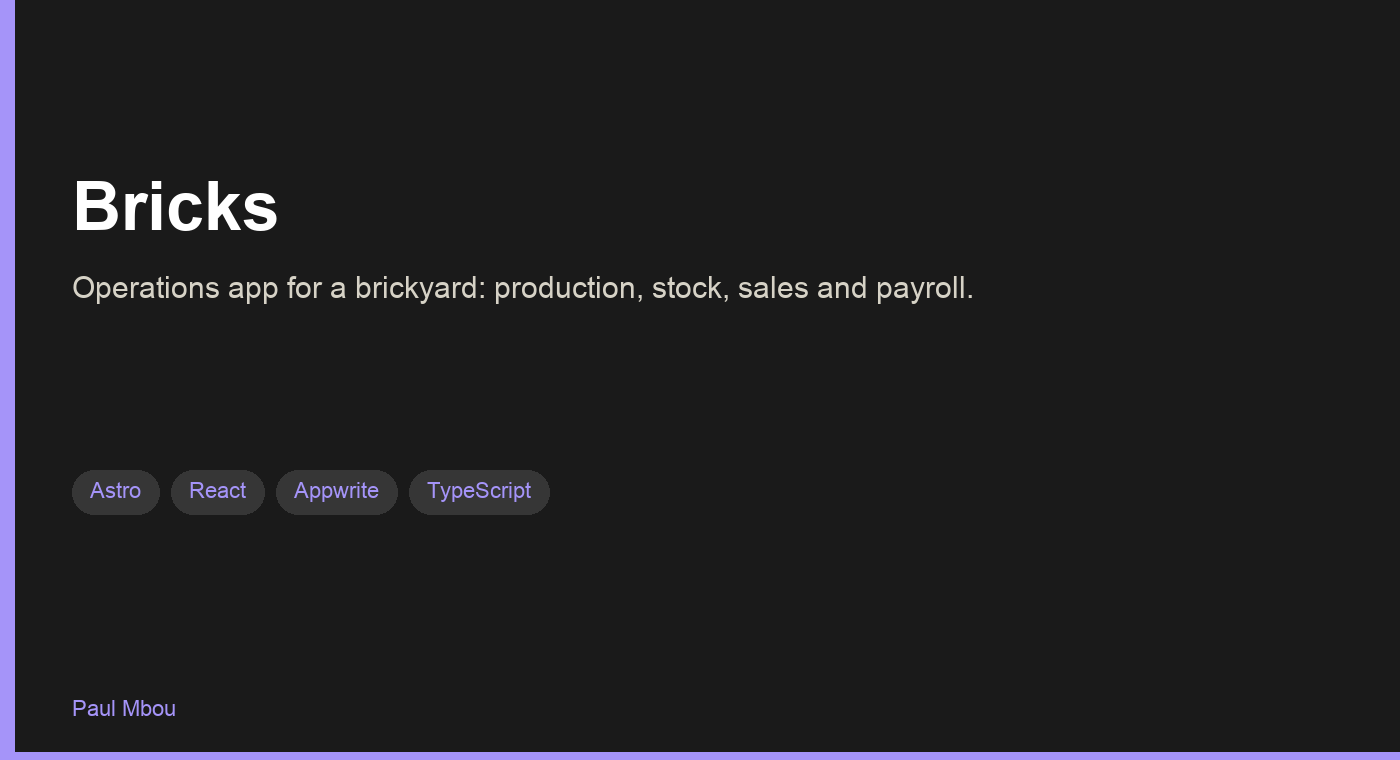 Bricks
Operations app for a brickyard: production, stock, sales and payroll.
Astro React Appwrite TypeScript
Paul Mbou